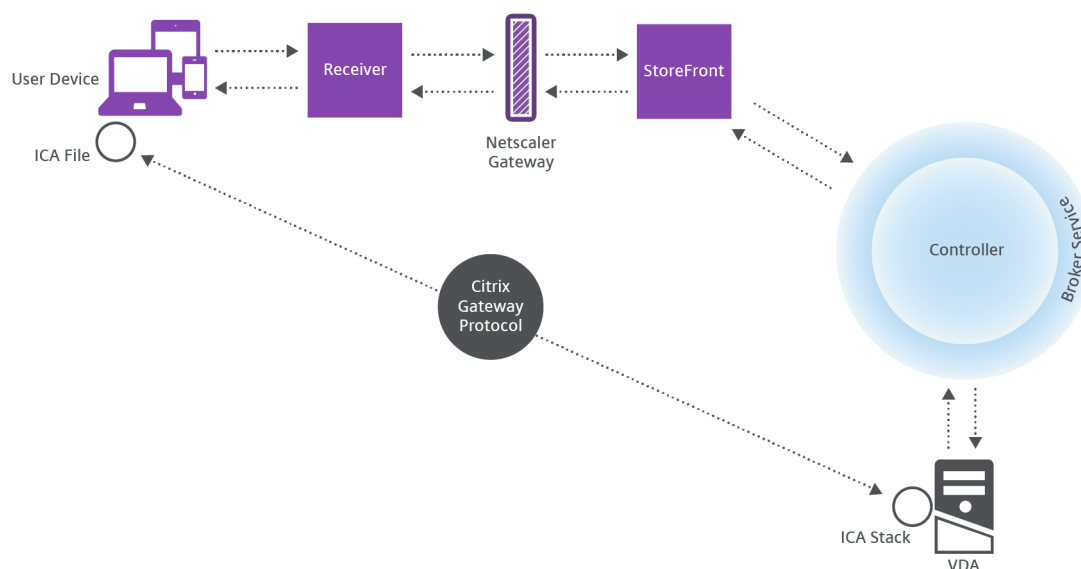 User Device
Receiver
StoreFront
Netscaler
Gateway
ICA File
Controller
Broker Service
Citrix
Gateway
Protocol
ICA Stack
VDA